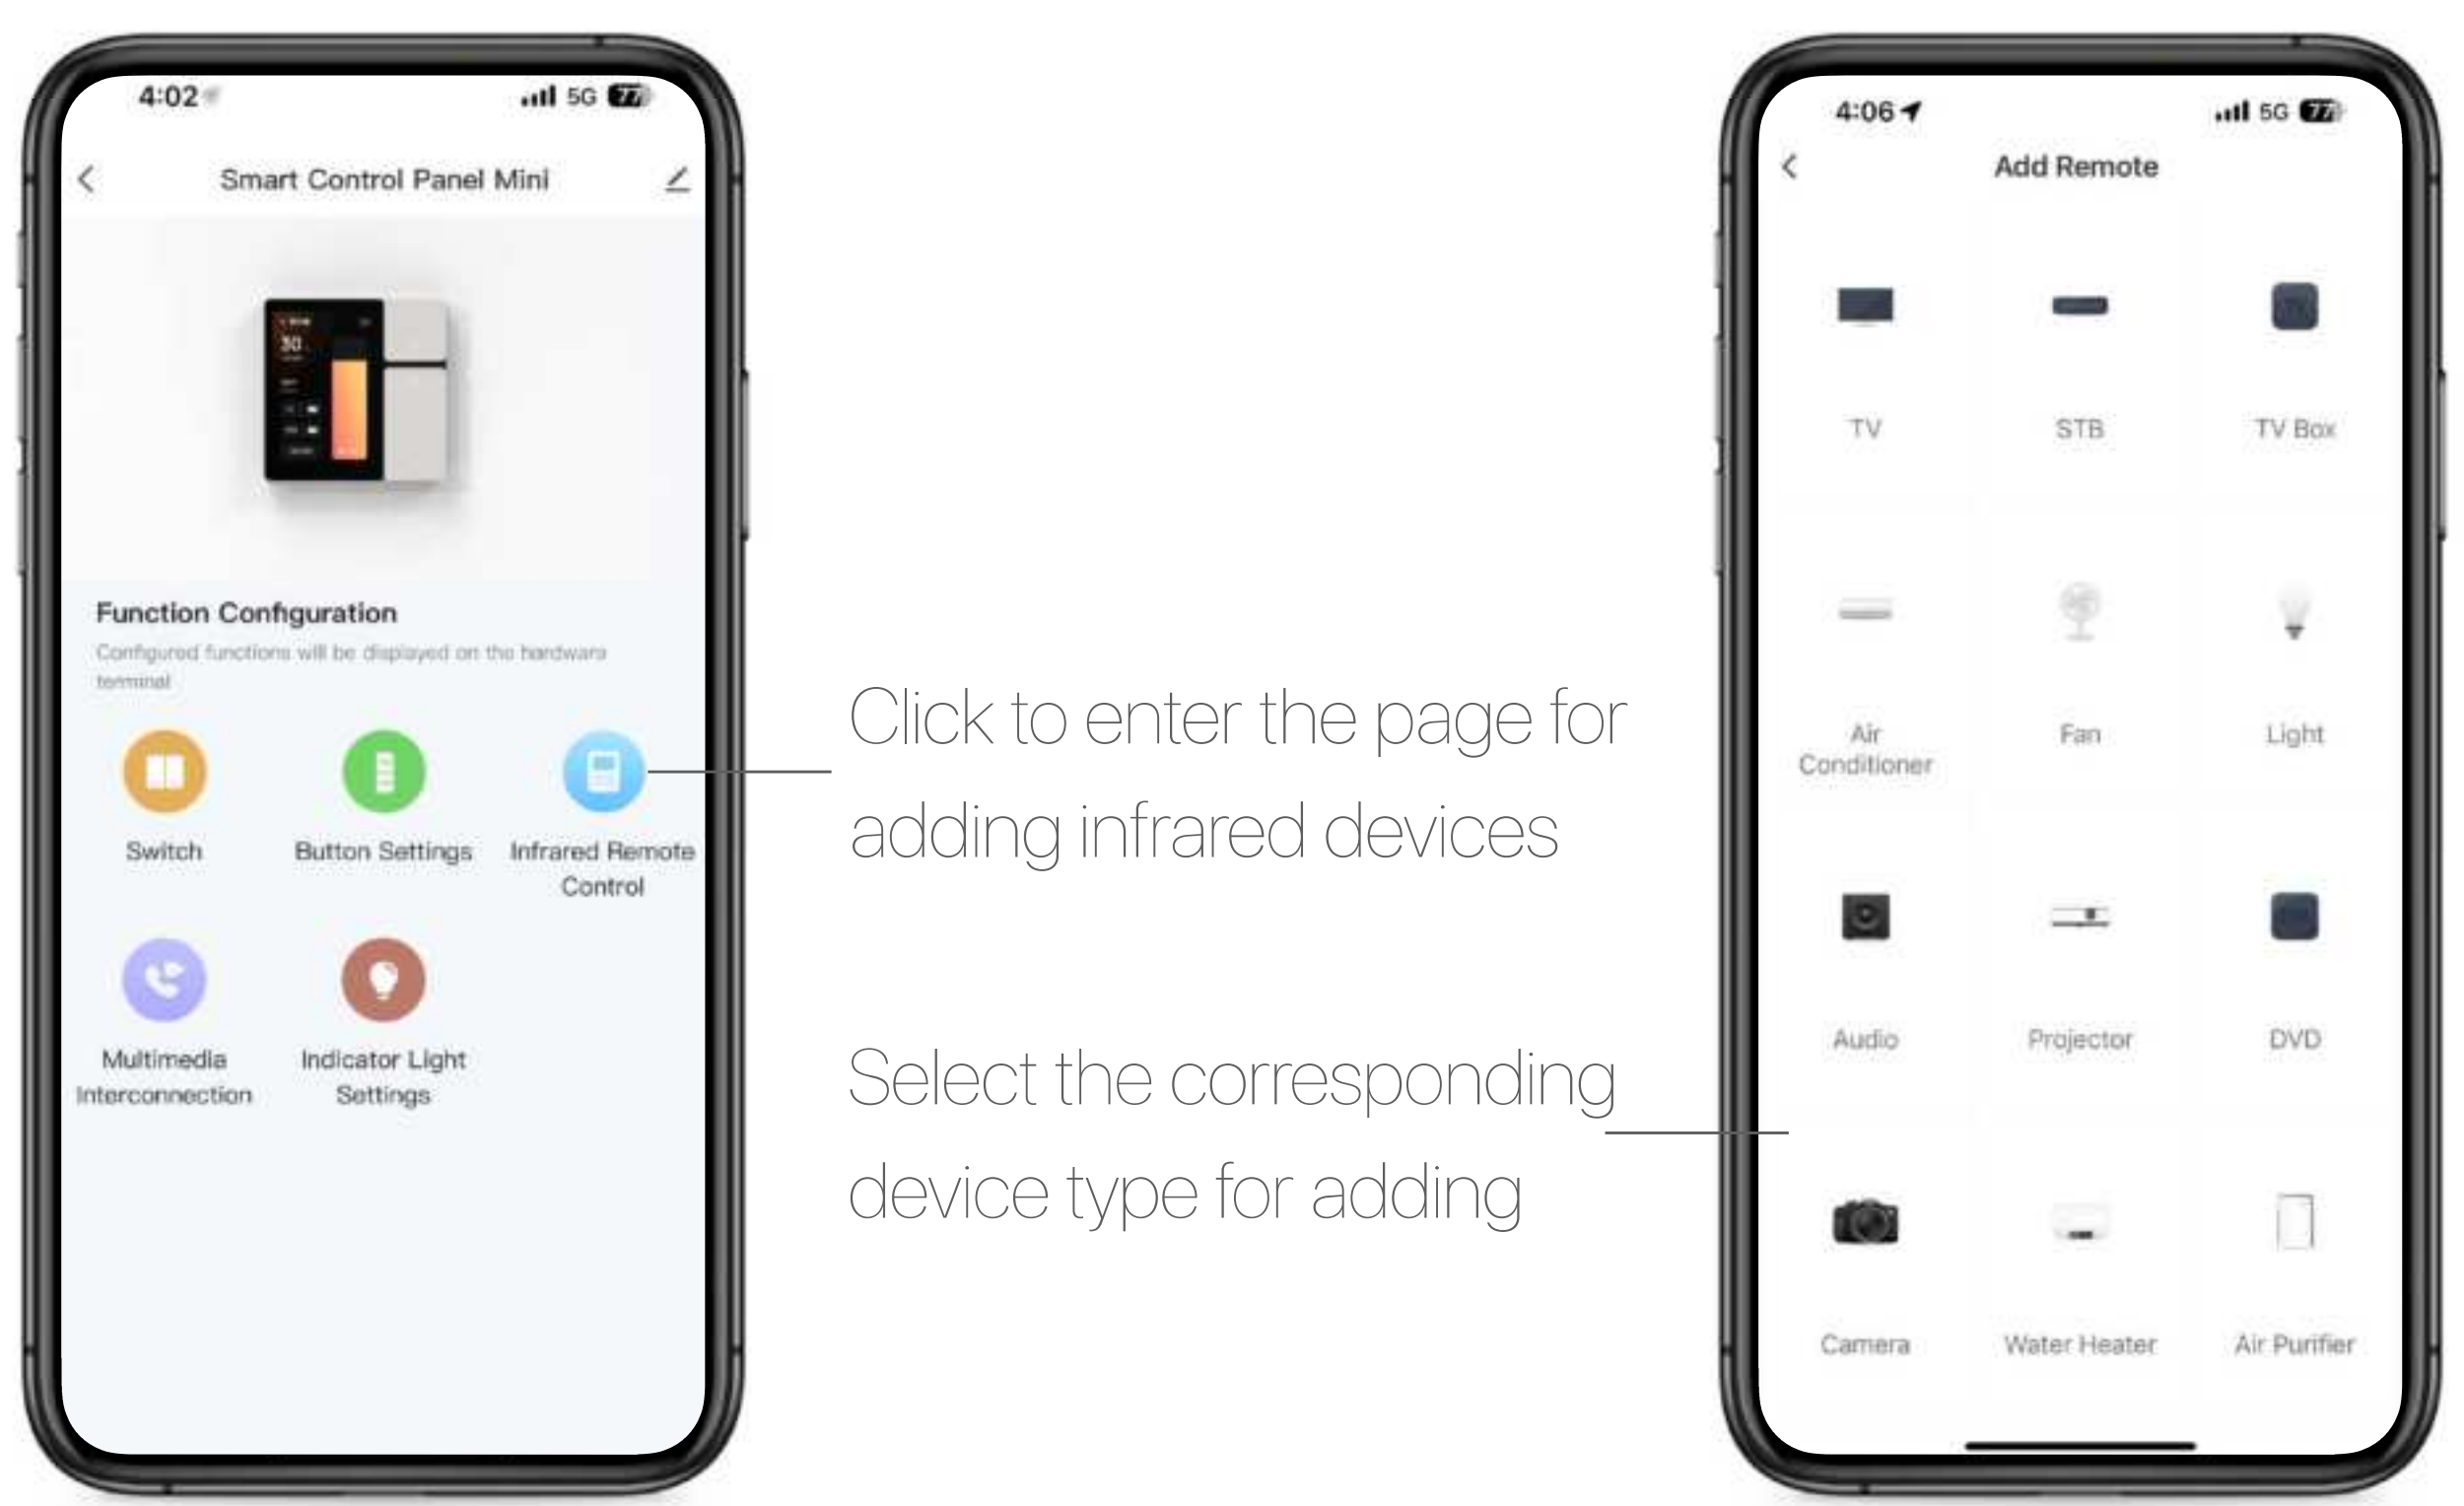 4:02
5G 77
Smart Control Panel Mini
30
Function Configuration
Configured functions will be displayed on the hardware
terminal
Switch
Button Settings
Infrared Remote
Control
Multimedia
Interconnection
Indicator Light
Settings
Click to enter the page for
adding infrared devices
Select the corresponding
device type for adding
4:06
5G 77
Add Remote
TV
STB
TV Box
Air
Conditioner
Fan
Light
Audio
Projector
DVD
Camera
Water Heater
Air Purifier